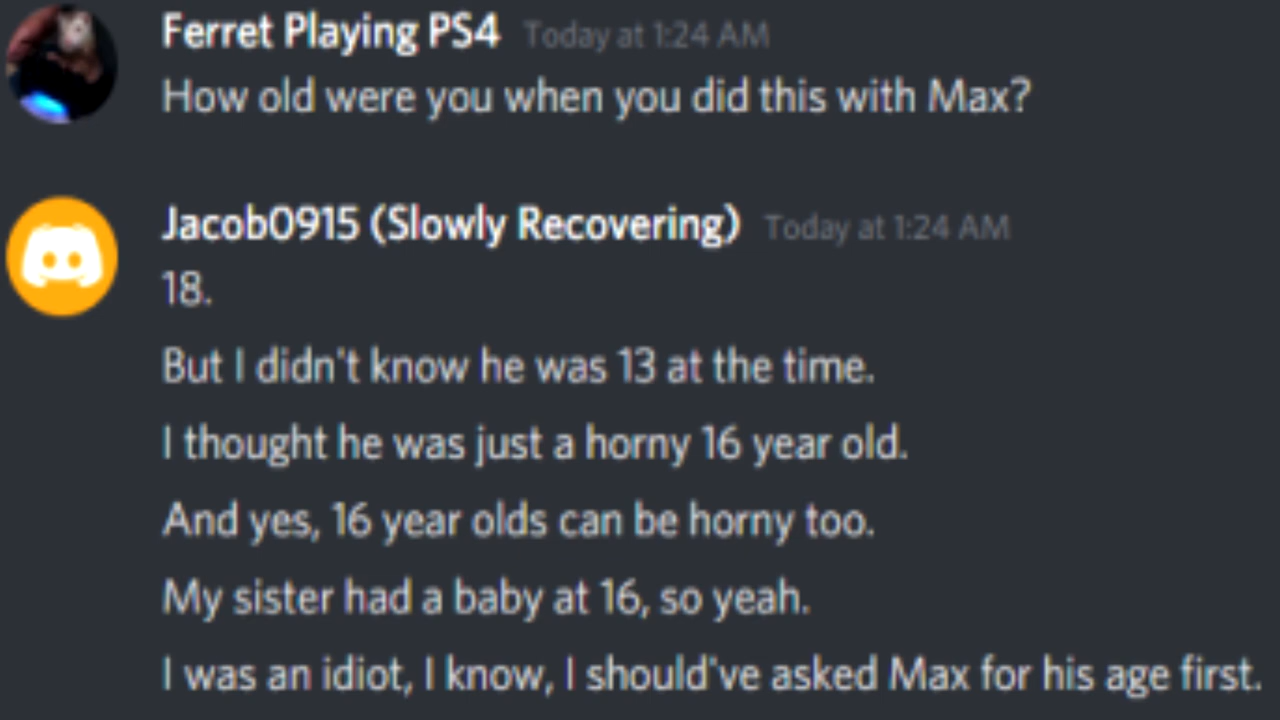 Ferret Playing PS4 Today at 1:24 AM
How old were you when you did this with Max?
Jacob0915 (Slowly Recovering) Today at 1:24 AM
18.
But I didn't know he was 13 at the time.
I thought he was just a horny 16 year old.
And yes, 16 year olds can be horny too.
My sister had a baby at 16, so yeah.
I was an idiot, I know, I should've asked Max for his age first.